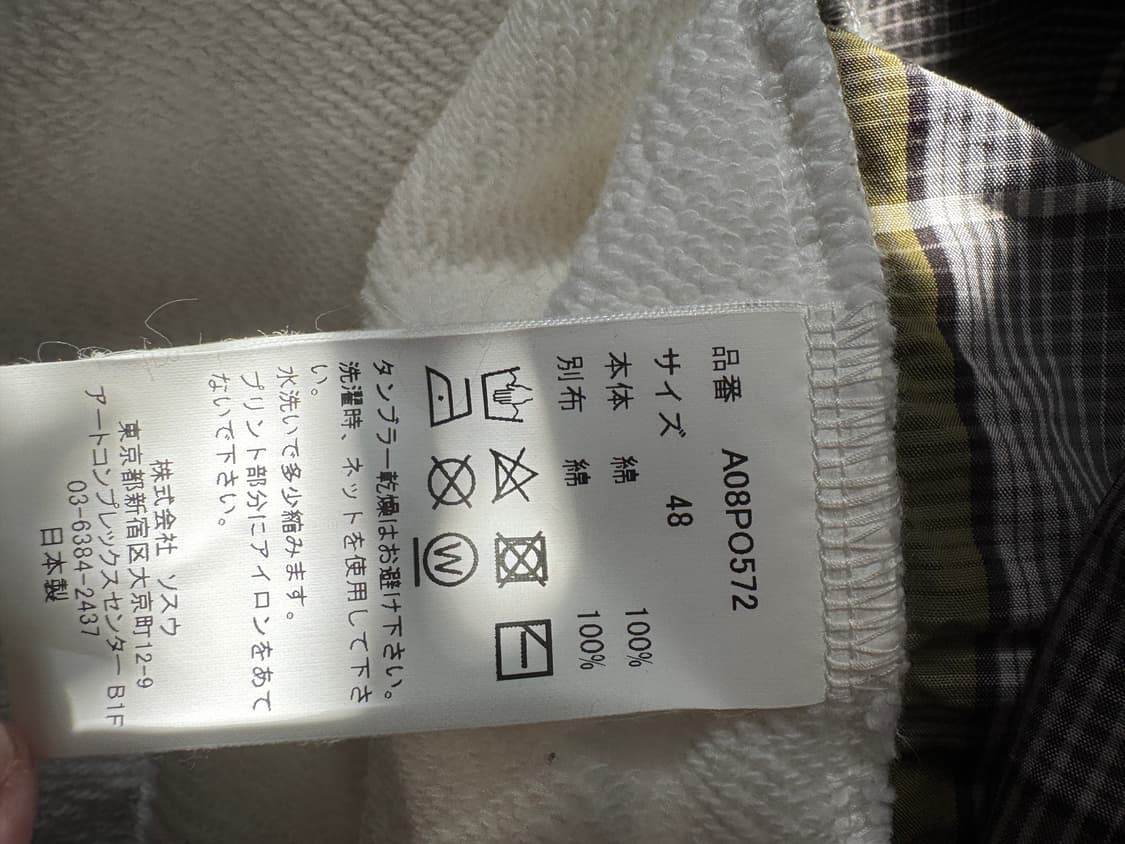 品番 A08PO572
サイズ 48
本体 綿 100%
別布 綿 100%
W
タンブラー乾燥はお避け下さい。
洗濯時、ネットを使用して下さ
い。
水洗いで多少縮みます。
プリント部分にアイロンをあて
ないで下さい。
株式会社 ソスウ
東京都新宿区大京町12-9
アートコンプレックスセンター B1F
03-6384-2437
日本製